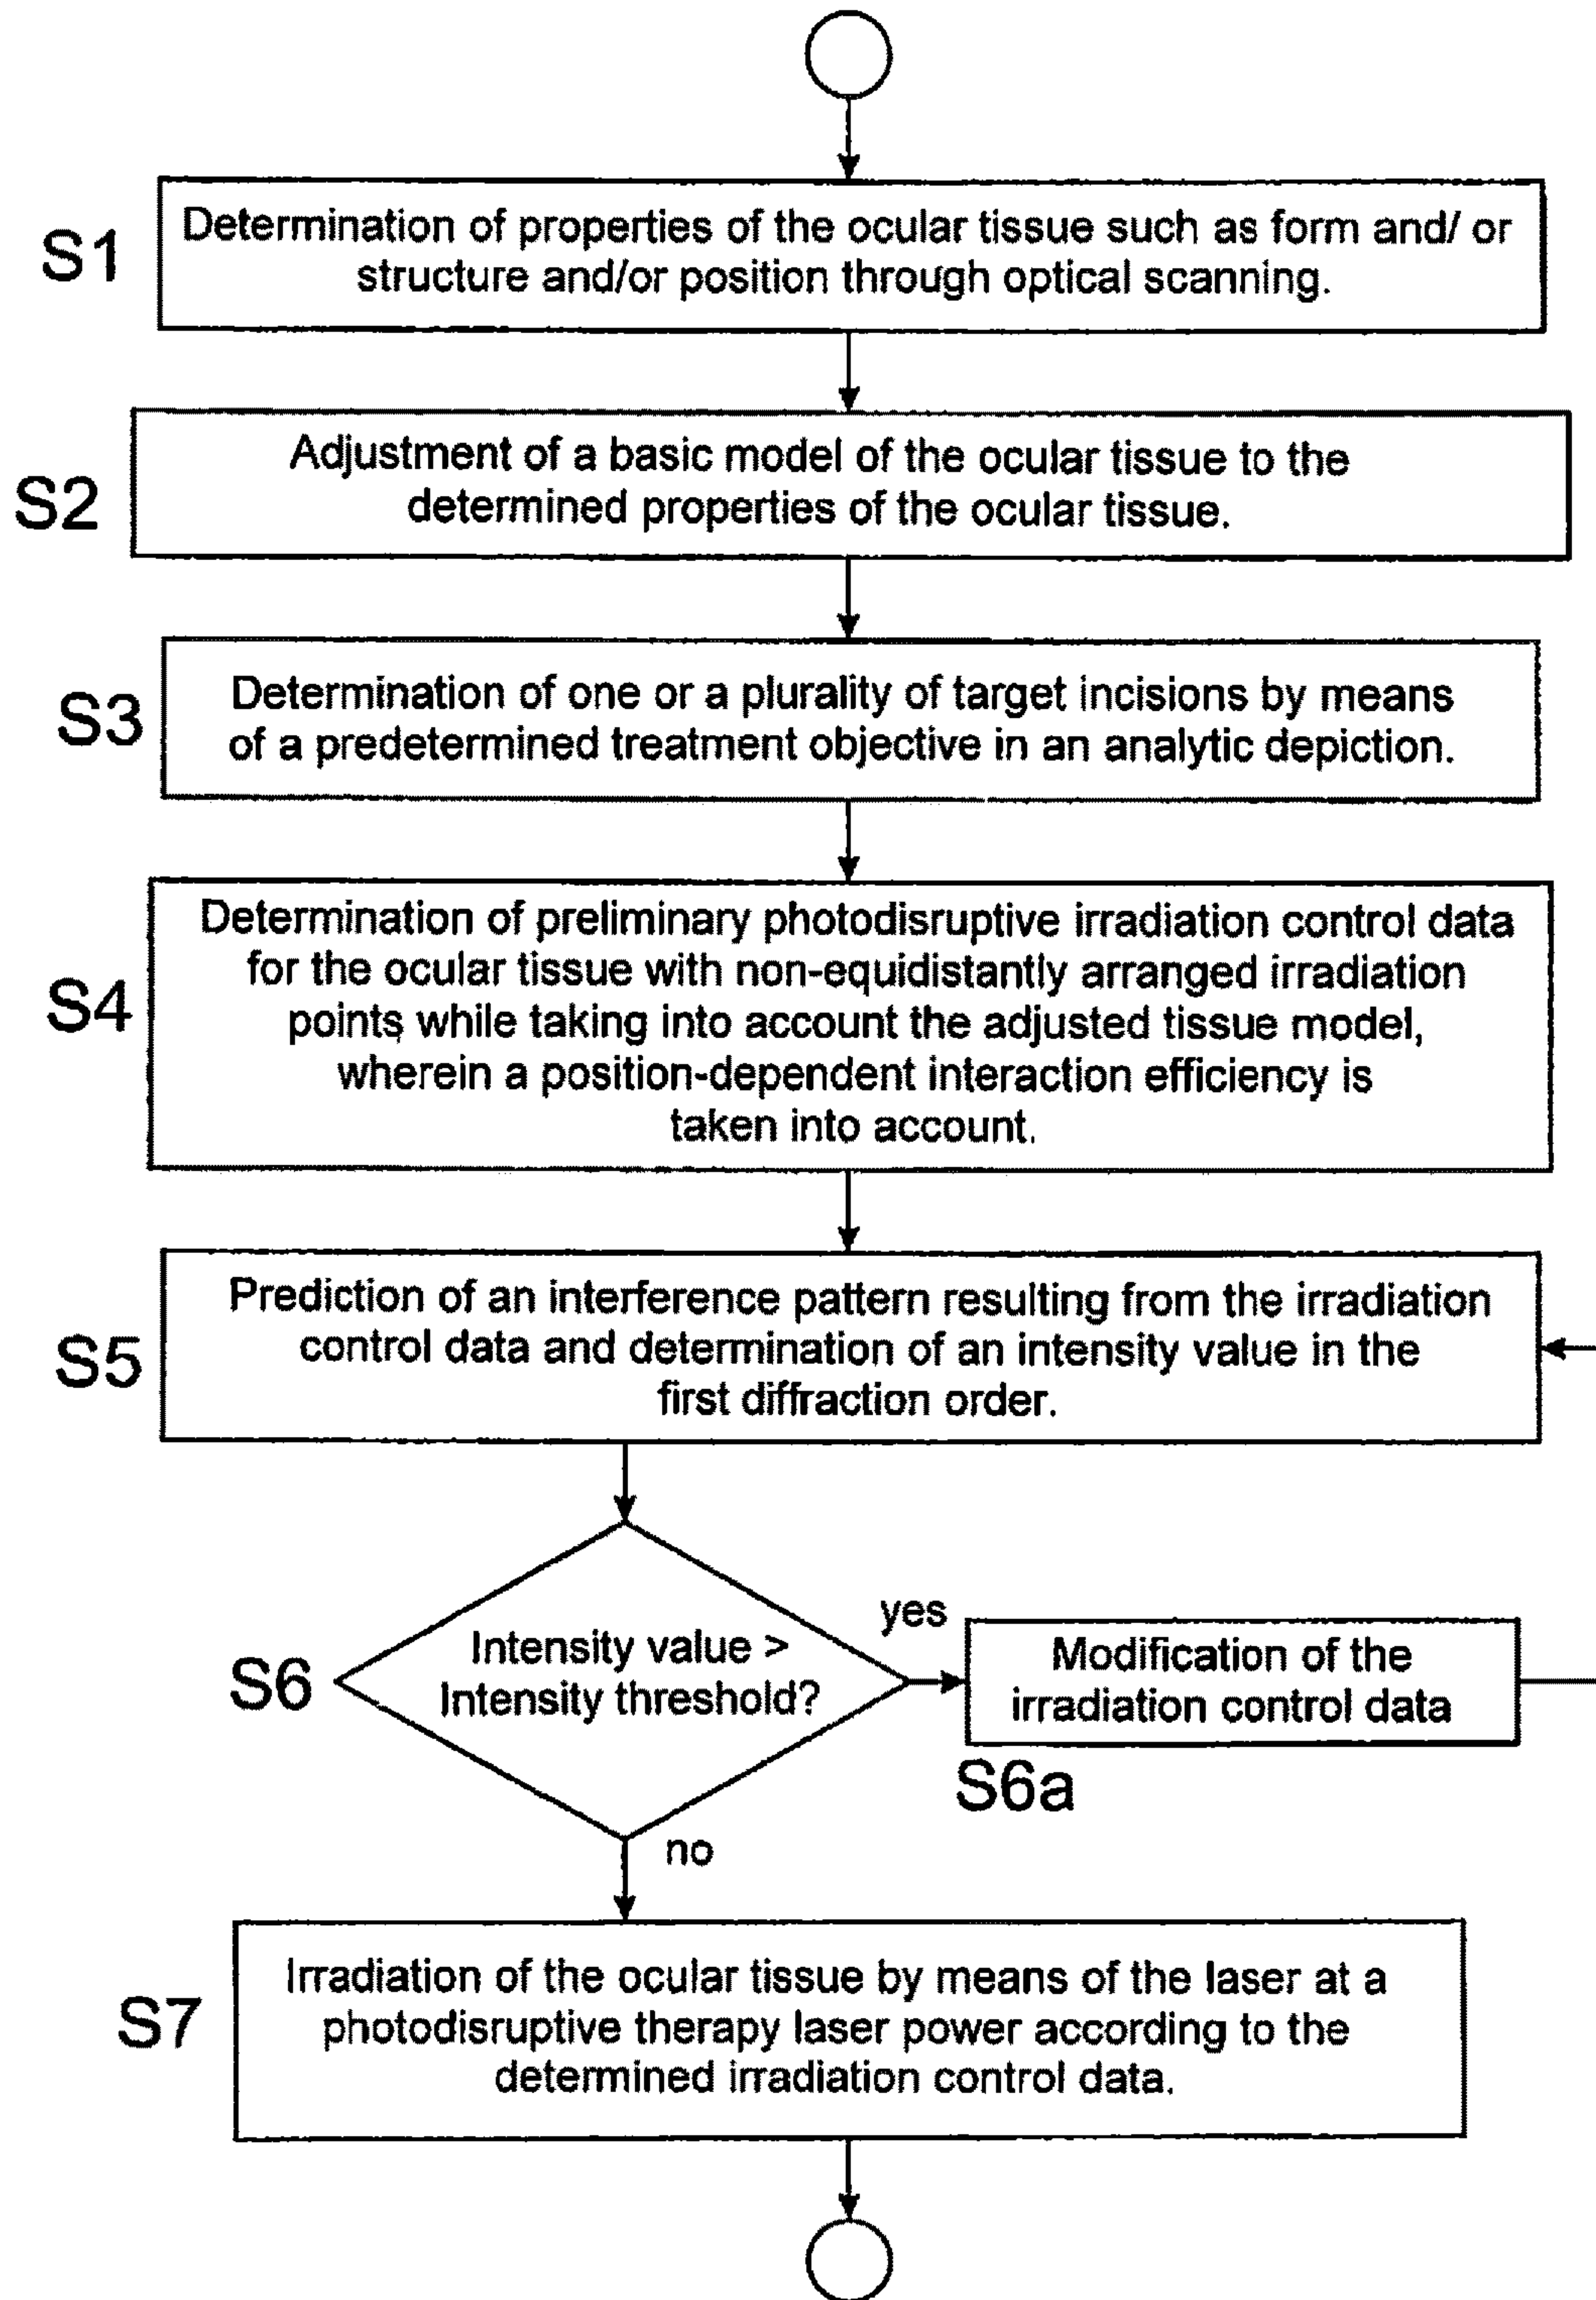 S1
Determination of properties of the ocular tissue such as form and/ or
structure and/or position through optical scanning.
S2
Adjustment of a basic model of the ocular tissue to the
determined properties of the ocular tissue.
S3
Determination of one or a plurality of target incisions by means
of a predetermined treatment objective in an analytic depiction.
S4
Determination of preliminary photodisruptive irradiation control data
for the ocular tissue with non-equidistantly arranged irradiation
points while taking into account the adjusted tissue model,
wherein a position-dependent interaction efficiency is
taken into account.
S5
Prediction of an interference pattern resulting from the irradiation
control data and determination of an intensity value in the
first diffraction order.
S6
Intensity value >
Intensity threshold?
yes
Modification of the
irradiation control data
S6a
no
S7
Irradiation of the ocular tissue by means of the laser at a
photodisruptive therapy laser power according to the
determined irradiation control data.